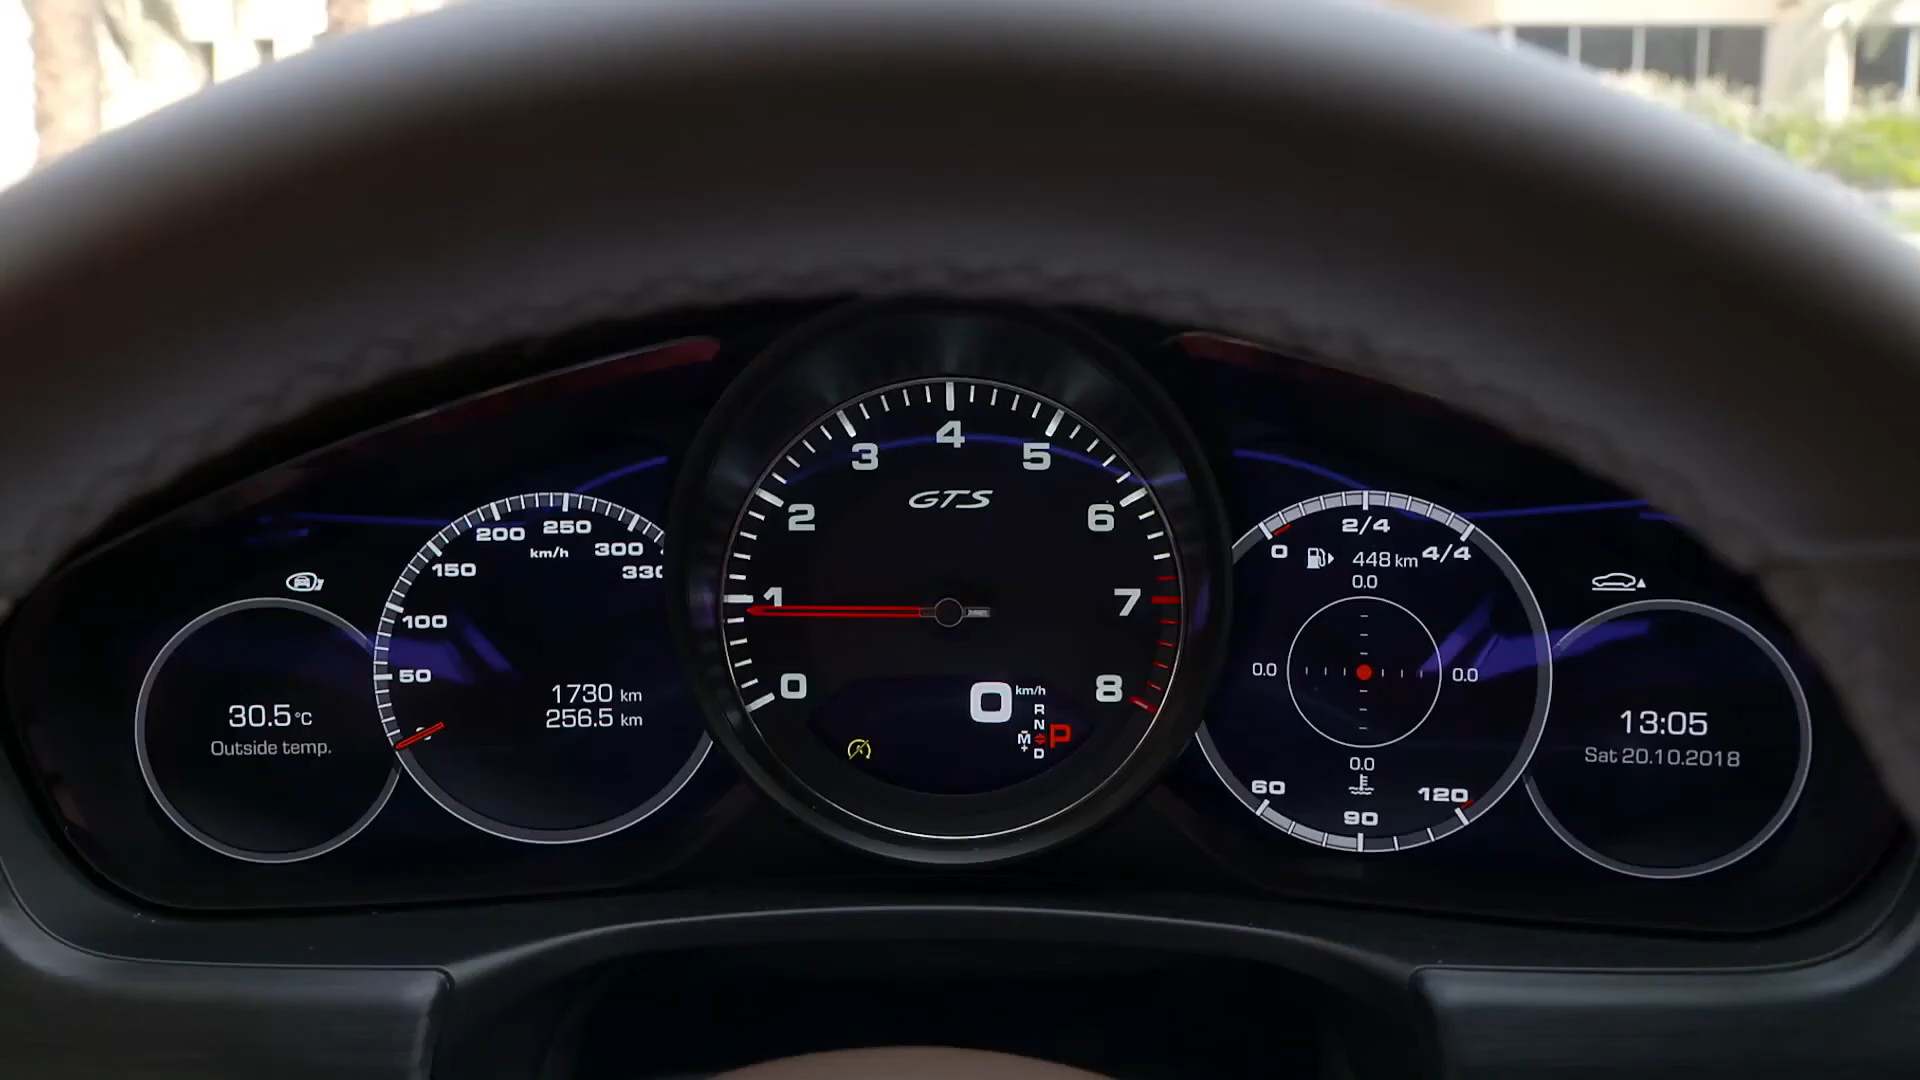 30.5°C
Outside temp.
0
50
100
150
200
250
300
330
km/h
1730 km
256.5 km
0
1
2
3
4
5
6
7
8
GTS
0 km/h
R
N
M
+
D
P
0
2/4
4/4
448 km
0.0
0.0
0.0
0.0
60
90
120
13:05
Sat 20.10.2018